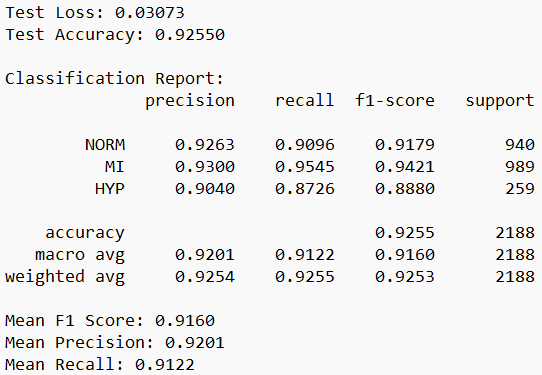 Test Loss: 0.03073
Test Accuracy: 0.92550
Classification Report:
precision recall f1-score support
NORM 0.9263 0.9096 0.9179 940
MI 0.9300 0.9545 0.9421 989
HYP 0.9040 0.8726 0.8880 259
accuracy 0.9255 2188
macro avg 0.9201 0.9122 0.9160 2188
weighted avg 0.9254 0.9255 0.9253 2188
Mean F1 Score: 0.9160
Mean Precision: 0.9201
Mean Recall: 0.9122